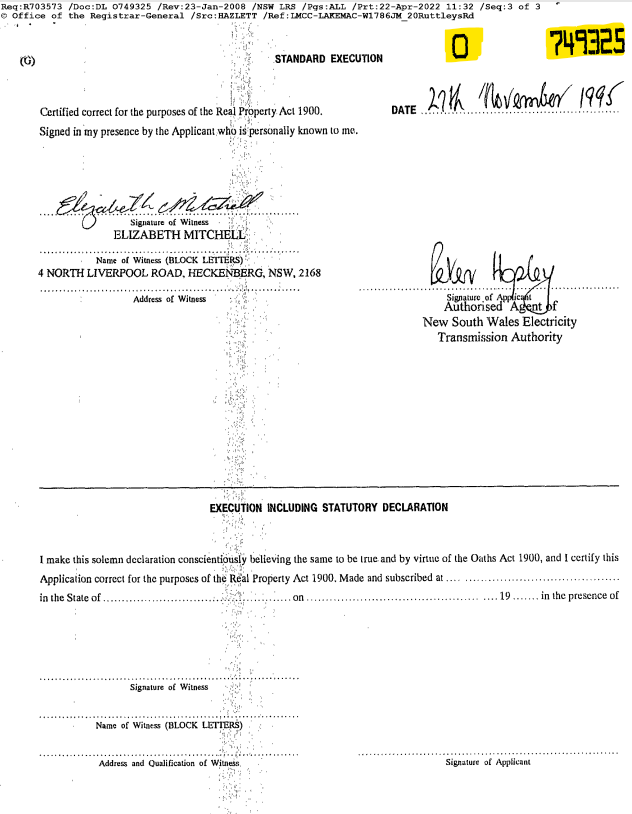 Req:R703573 /Doc:DL O749325 /Rev:23-Jan-2008 /NSW LRS /Pgs:ALL /Prt:22-Apr-2022 11:32 /Seq:3 of 3
© Office of the Registrar-General /Src:HAZLETT /Ref:LMCC-LAKEMAC-W1786JM_20RuttleysRd
O 749325
(G) STANDARD EXECUTION
Certified correct for the purposes of the Real Property Act 1900. DATE 27th November 1995
Signed in my presence by the Applicant who is personally known to me.
Elizabeth Mitchell
Signature of Witness
ELIZABETH MITCHELL
Name of Witness (BLOCK LETTERS)
4 NORTH LIVERPOOL ROAD, HECKENBERG, NSW, 2168
Address of Witness
Peter Hopley
Signature of Applicant
Authorised Agent of
New South Wales Electricity
Transmission Authority
EXECUTION INCLUDING STATUTORY DECLARATION
I make this solemn declaration conscientiously believing the same to be true and by virtue of the Oaths Act 1900, and I certify this
Application correct for the purposes of the Real Property Act 1900. Made and subscribed at ........................................
in the State of .................................................. on .................................................. 19 ....... in the presence of
Signature of Witness
Name of Witness (BLOCK LETTERS)
Address and Qualification of Witness
Signature of Applicant